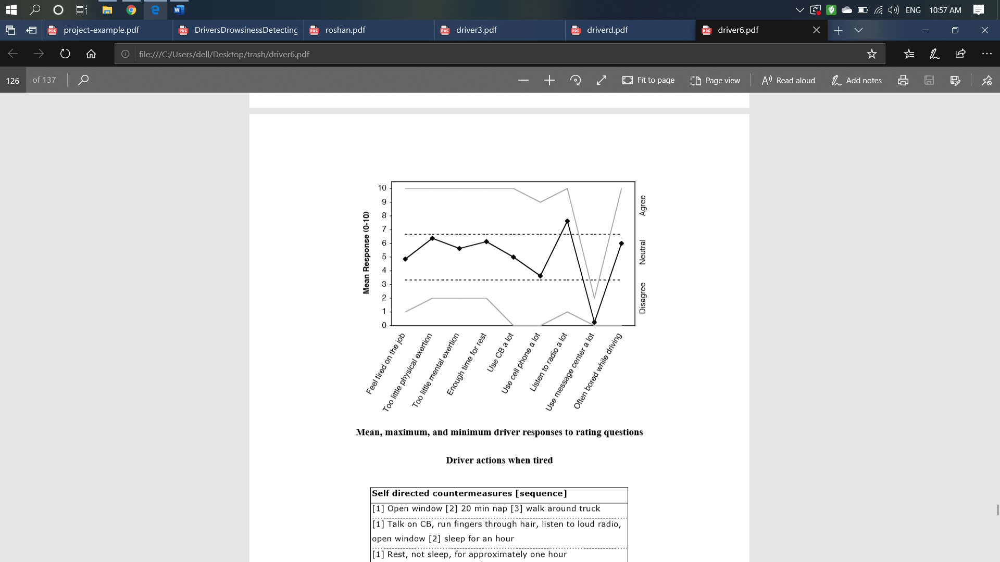 ENG 10:57 AM
project-example.pdf
DriversDrowsinessDetecting
roshan.pdf
driver3.pdf
driverd.pdf
driver6.pdf
file:///C:/Users/dell/Desktop/trash/driver6.pdf
126 of 137
Fit to page
Page view
Read aloud
Add notes
Mean Response (0-10)
10
9
8
7
6
5
4
3
2
1
0
Agree
Neutral
Disagree
Feel tired on the job
Too little physical exertion
Too little mental exertion
Enough time for rest
Use CB a lot
Use cell phone a lot
Listen to radio a lot
Use message center a lot
Often bored while driving
Mean, maximum, and minimum driver responses to rating questions
Driver actions when tired
Self directed countermeasures [sequence]
[1] Open window [2] 20 min nap [3] walk around truck
[1] Talk on CB, run fingers through hair, listen to loud radio,
open window [2] sleep for an hour
[1] Rest, not sleep, for approximately one hour